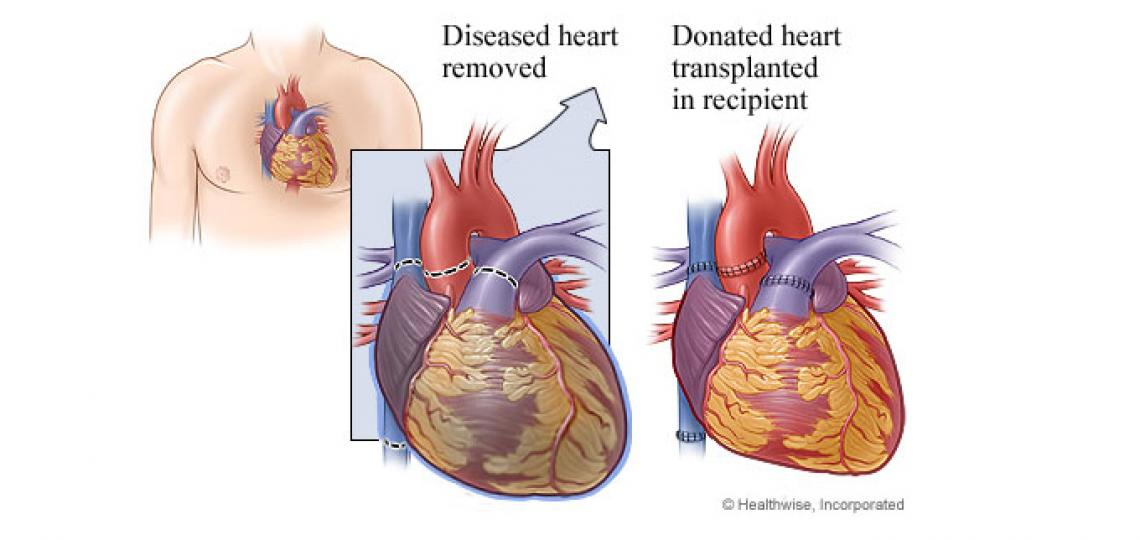 Diseased heart
removed
Donated heart
transplanted
in recipient
© Healthwise, Incorporated